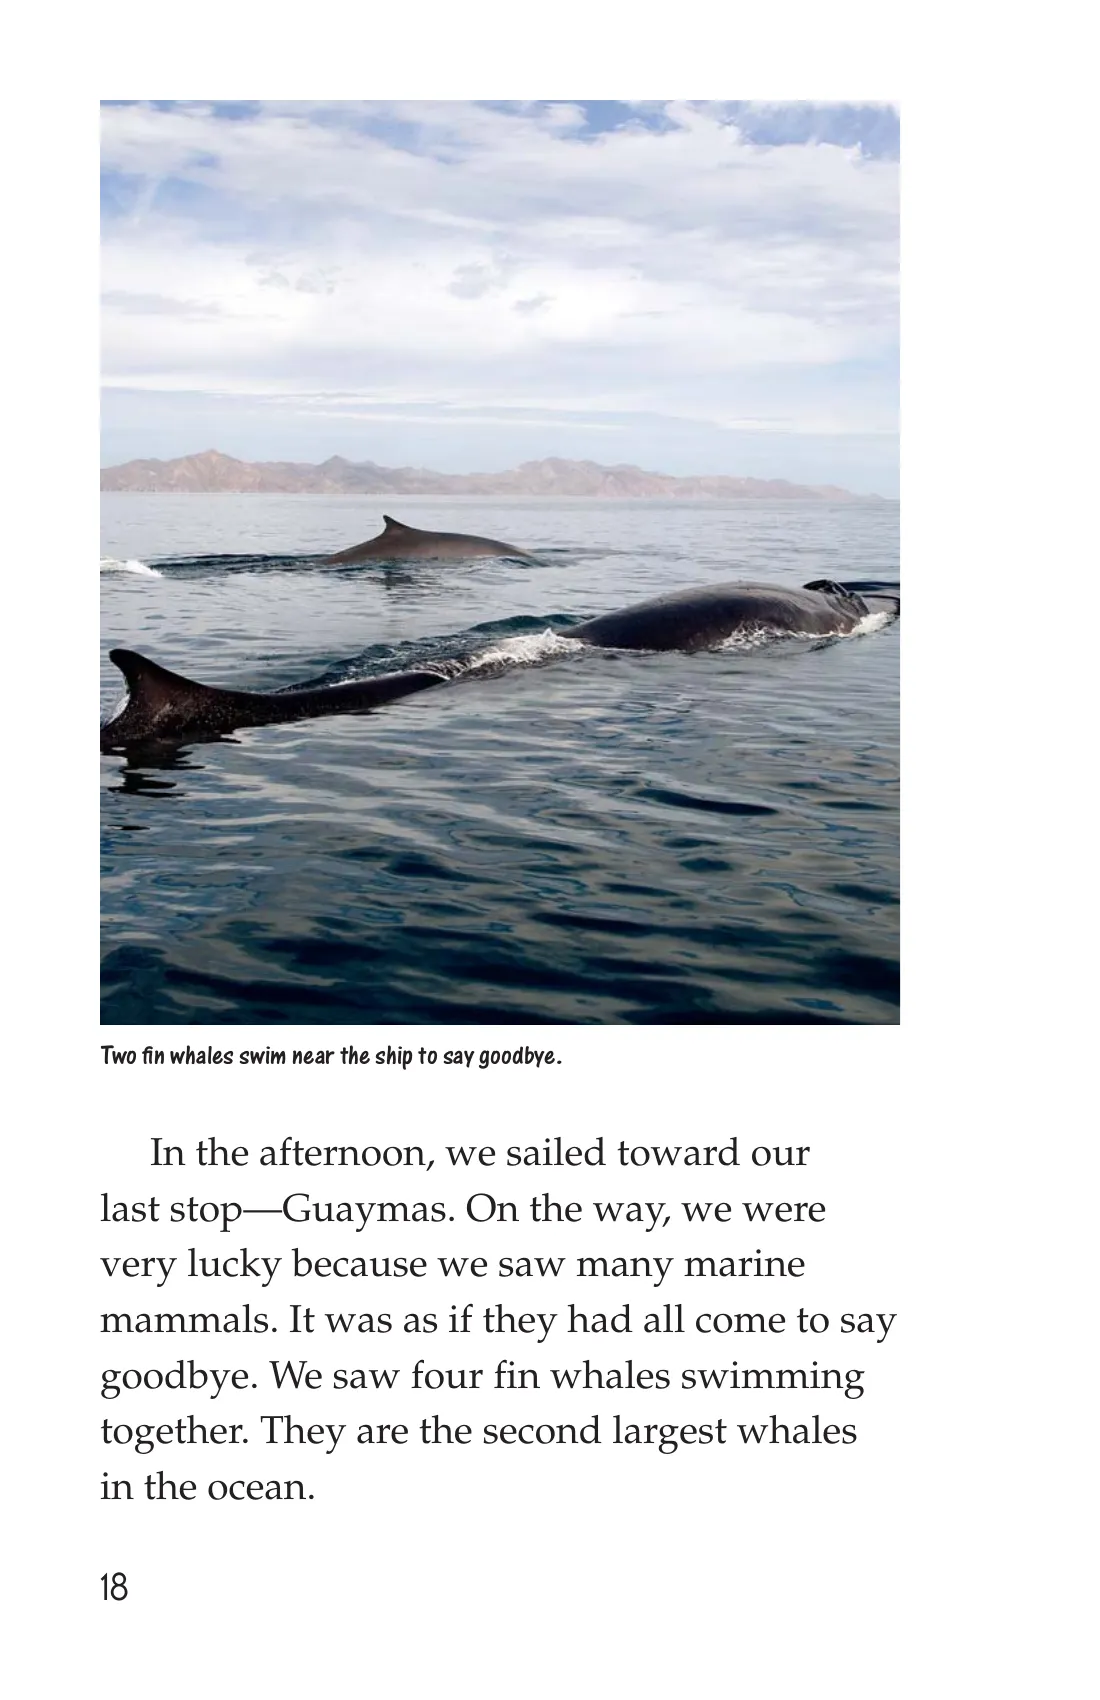 Two fin whales swim near the ship to say goodbye.
In the afternoon, we sailed toward our
last stop—Guaymas. On the way, we were
very lucky because we saw many marine
mammals. It was as if they had all come to say
goodbye. We saw four fin whales swimming
together. They are the second largest whales
in the ocean.
18